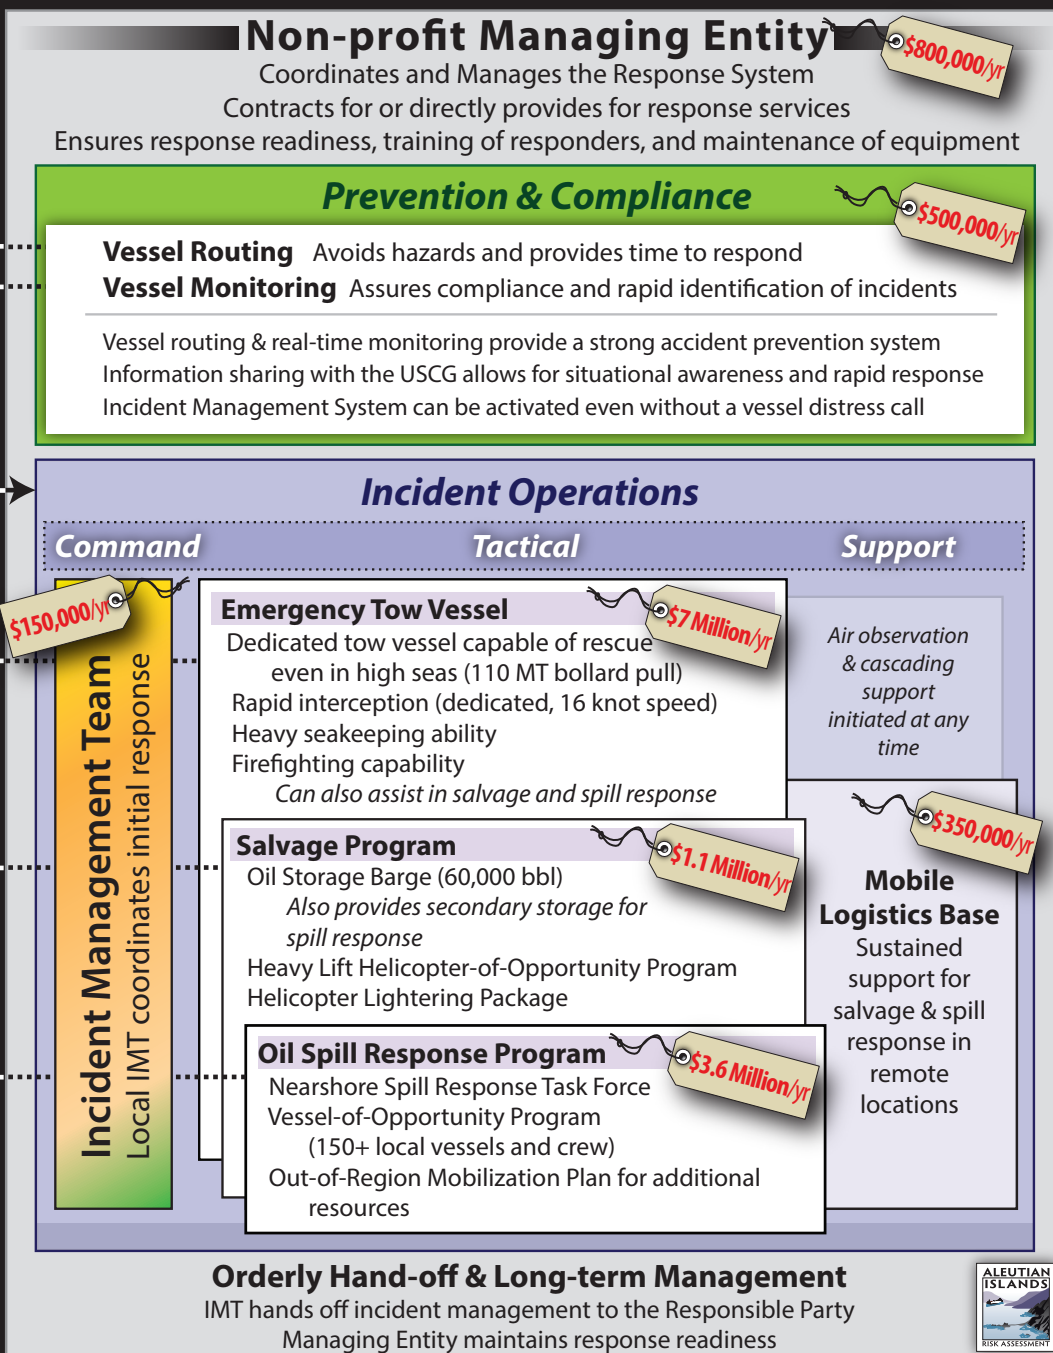 Non-profit Managing Entity
$800,000/yr
Coordinates and Manages the Response System
Contracts for or directly provides for response services
Ensures response readiness, training of responders, and maintenance of equipment
Prevention & Compliance
$500,000/yr
Vessel Routing Avoids hazards and provides time to respond
Vessel Monitoring Assures compliance and rapid identification of incidents
Vessel routing & real-time monitoring provide a strong accident prevention system
Information sharing with the USCG allows for situational awareness and rapid response
Incident Management System can be activated even without a vessel distress call
Incident Operations
Command
Tactical
Support
$150,000/yr
Incident Management Team
Local IMT coordinates initial response
Emergency Tow Vessel
$7 Million/yr
Dedicated tow vessel capable of rescue
even in high seas (110 MT bollard pull)
Rapid interception (dedicated, 16 knot speed)
Heavy seakeeping ability
Firefighting capability
Can also assist in salvage and spill response
Salvage Program
$1.1 Million/yr
Oil Storage Barge (60,000 bbl)
Also provides secondary storage for
spill response
Heavy Lift Helicopter-of-Opportunity Program
Helicopter Lightering Package
Oil Spill Response Program
$3.6 Million/yr
Nearshore Spill Response Task Force
Vessel-of-Opportunity Program
(150+ local vessels and crew)
Out-of-Region Mobilization Plan for additional
resources
Air observation
& cascading
support
initiated at any
time
$350,000/yr
Mobile
Logistics Base
Sustained
support for
salvage & spill
response in
remote
locations
Orderly Hand-off & Long-term Management
IMT hands off incident management to the Responsible Party
Managing Entity maintains response readiness
ALEUTIAN
ISLANDS
RISK ASSESSMENT